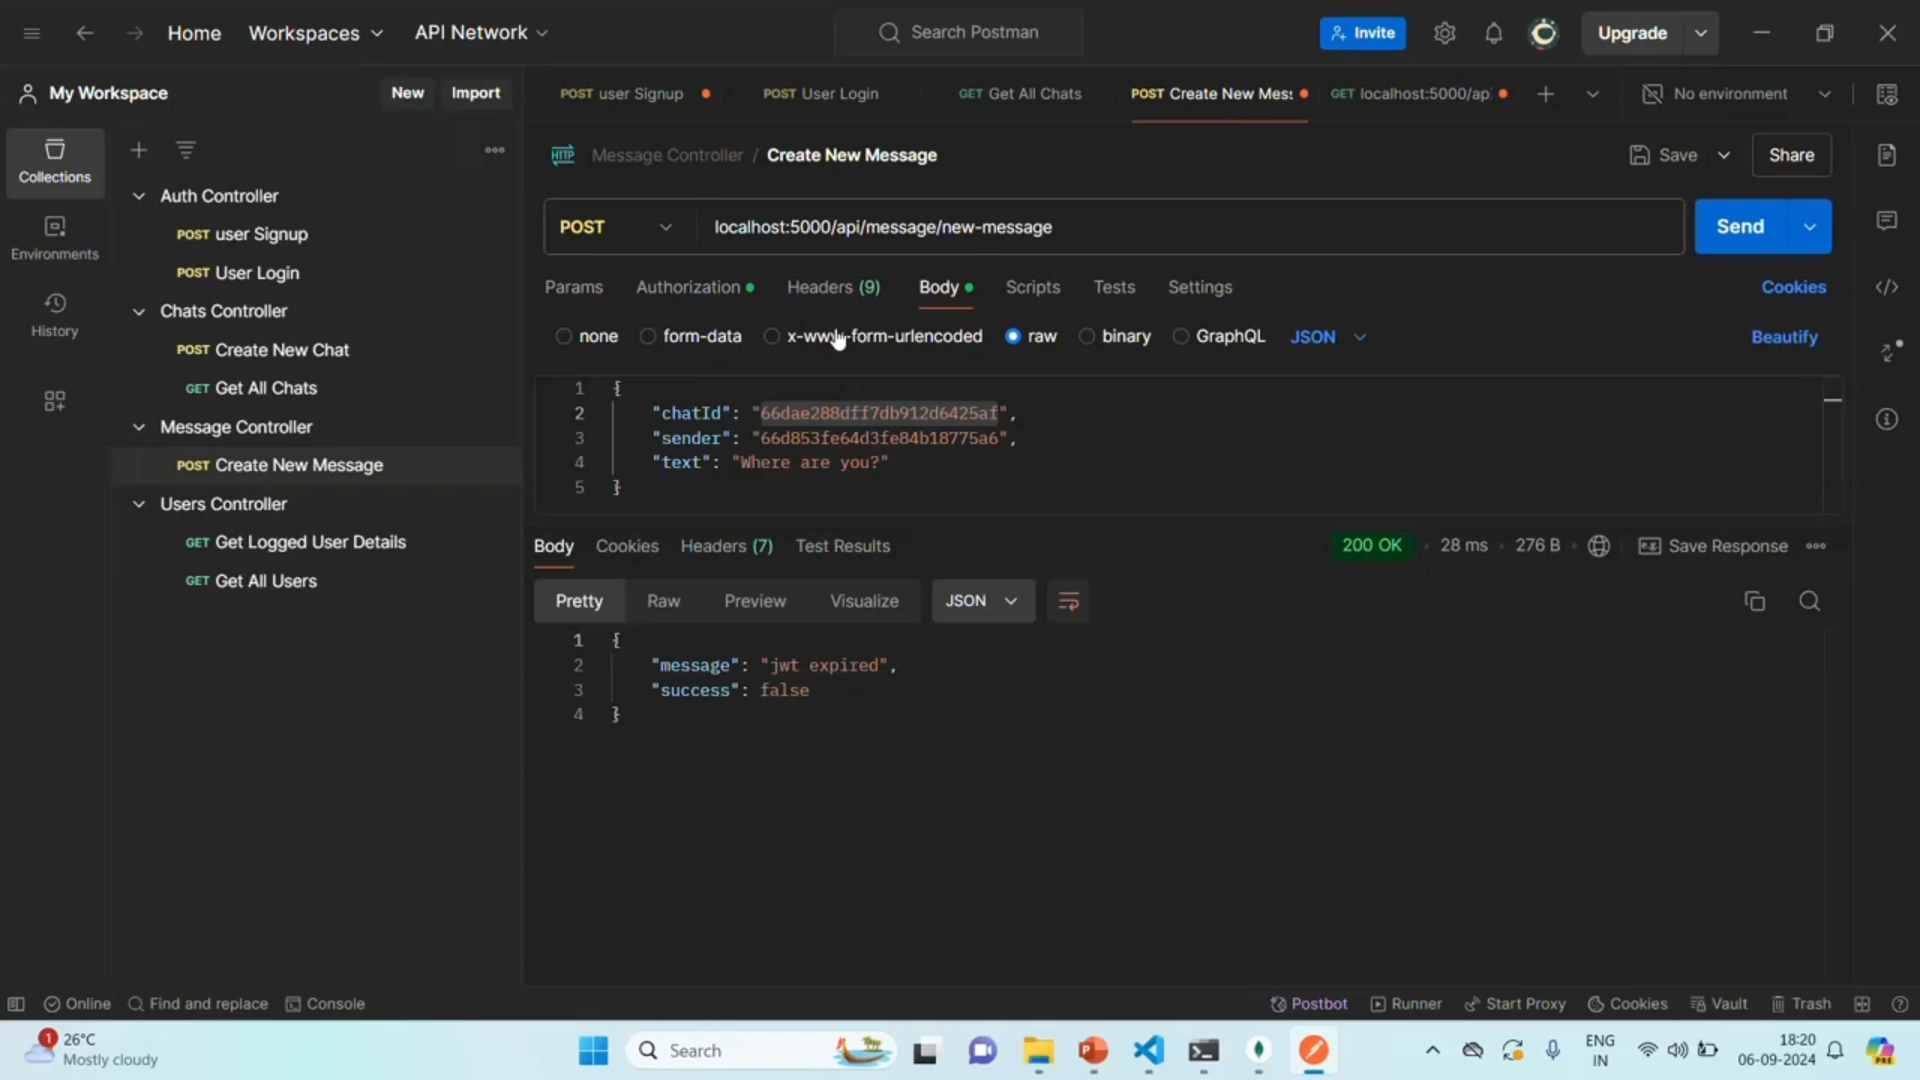 Home Workspaces API Network Search Postman Invite Upgrade
My Workspace New Import
POST user Signup POST User Login GET Get All Chats POST Create New Mes: GET localhost:5000/ap: No environment
Collections
Environments
History
Auth Controller
POST user Signup
POST User Login
Chats Controller
POST Create New Chat
GET Get All Chats
Message Controller
POST Create New Message
Users Controller
GET Get Logged User Details
GET Get All Users
HTTP Message Controller / Create New Message Save Share
POST localhost:5000/api/message/new-message Send
Params Authorization Headers (9) Body Scripts Tests Settings Cookies
none form-data x-www-form-urlencoded raw binary GraphQL JSON Beautify
1 {
2 "chatId": "66dae288dff7db912d6425af",
3 "sender": "66d853fe64d3fe84b18775a6",
4 "text": "Where are you?"
5 }
Body Cookies Headers (7) Test Results 200 OK 28 ms 276 B e.g. Save Response
Pretty Raw Preview Visualize JSON
1 {
2 "message": "jwt expired",
3 "success": false
4 }
Online Find and replace Console Postbot Runner Start Proxy Cookies Vault Trash
1 26°C
Mostly cloudy
Search
ENG
IN
18:20
06-09-2024
PRE